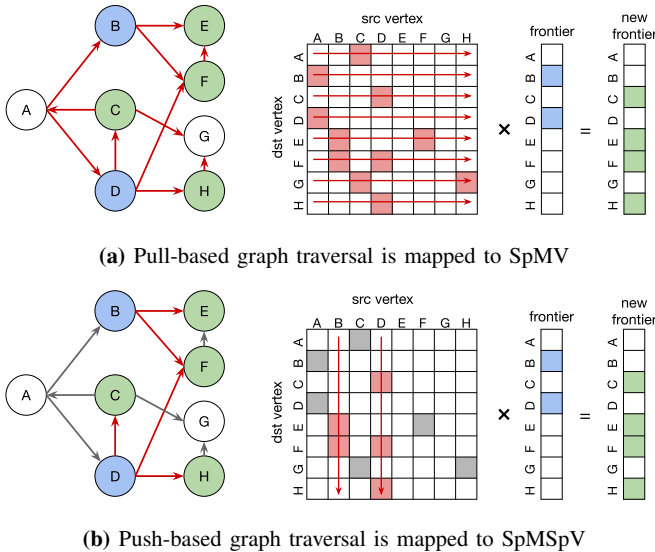 B
E
F
A
C
G
D
H
src vertex
A B C D E F G H
dst vertex
A
B
C
D
E
F
G
H
×
frontier
A
B
C
D
E
F
G
H
=
new
frontier
A
B
C
D
E
F
G
H
(a) Pull-based graph traversal is mapped to SpMV
B
E
F
A
C
G
D
H
src vertex
A B C D E F G H
dst vertex
A
B
C
D
E
F
G
H
×
frontier
A
B
C
D
E
F
G
H
=
new
frontier
A
B
C
D
E
F
G
H
(b) Push-based graph traversal is mapped to SpMSpV